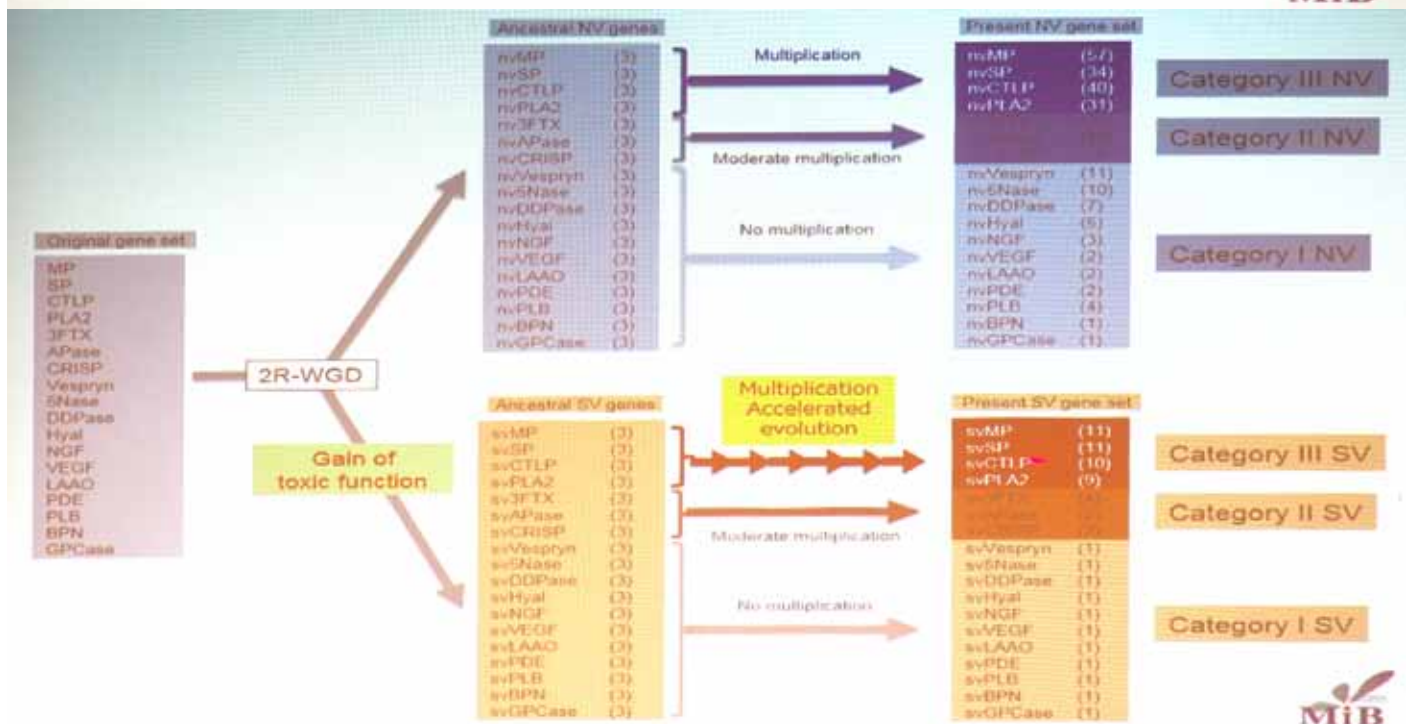 MiB
Original gene set
MP
SP
CTLP
PLA2
3FTX
APase
CRISP
Vespryn
5Nase
DDPase
Hyal
NGF
VEGF
LAAO
PDE
PLB
BPN
GPCase
2R-WGD
Gain of
toxic function
Ancestral NV genes
nvMP (3)
nvSP (3)
nvCTLP (3)
nvPLA2 (3)
nv3FTX (3)
nvAPase (3)
nvCRISP (3)
nvVespryn (3)
nv5Nase (3)
nvDDPase (3)
nvHyal (3)
nvNGF (3)
nvVEGF (3)
nvLAAO (3)
nvPDE (3)
nvPLB (3)
nvBPN (3)
nvGPCase (3)
Multiplication
Moderate multiplication
No multiplication
Present NV gene set
nvMP (57)
nvSP (34)
nvCTLP (40)
nvPLA2 (31)
nvVespryn (11)
nv5Nase (10)
nvDDPase (7)
nvHyal
nvNGF (3)
nvVEGF (2)
nvLAAO (2)
nvPDE (2)
nvPLB (4)
nvBPN (1)
nvGPCase (1)
Category III NV
Category II NV
Category I NV
Ancestral SV genes
svMP (3)
svSP (3)
svCTLP (3)
svPLA2 (3)
sv3FTX (3)
svAPase (3)
svCRISP (3)
svVespryn (3)
sv5Nase (3)
svDDPase (3)
svHyal (3)
svNGF (3)
svVEGF (3)
svLAAO (3)
svPDE (3)
svPLB (3)
svBPN (3)
svGPCase (3)
Multiplication
Accelerated
evolution
Moderate multiplication
No multiplication
Present SV gene set
svMP (11)
svSP (11)
svCTLP (10)
svPLA2 (9)
svVespryn (1)
sv5Nase (1)
svDDPase (1)
svHyal (1)
svNGF (1)
svVEGF (1)
svLAAO (1)
svPDE (1)
svPLB (1)
svBPN (1)
svGPCase (1)
Category III SV
Category II SV
Category I SV
MiB